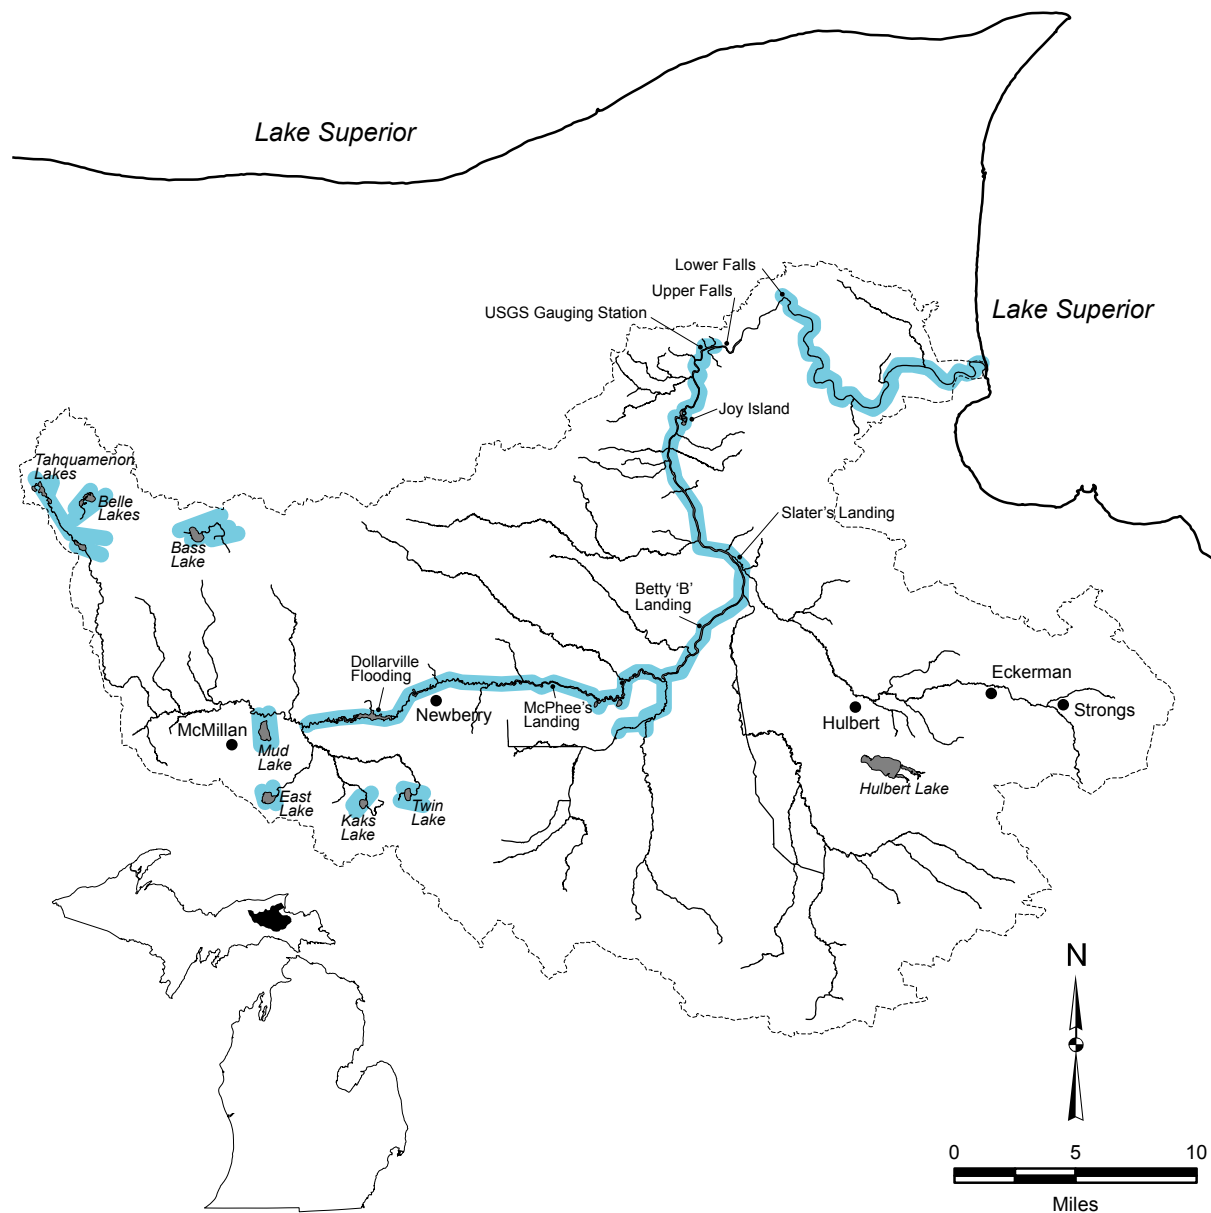 Lake Superior
Lower Falls
Upper Falls
USGS Gauging Station
Lake Superior
Joy Island
Tahquamenon
Lakes
Belle
Lakes
Bass
Lake
Slater's Landing
Betty ‘B’
Landing
Dollarville
Flooding
Eckerman
McPhee's
Landing
Newberry
Strongs
Hulbert
McMillan
Mud
Lake
Hulbert Lake
East
Lake
Kaks
Lake
Twin
Lake
N
0 5 10
Miles